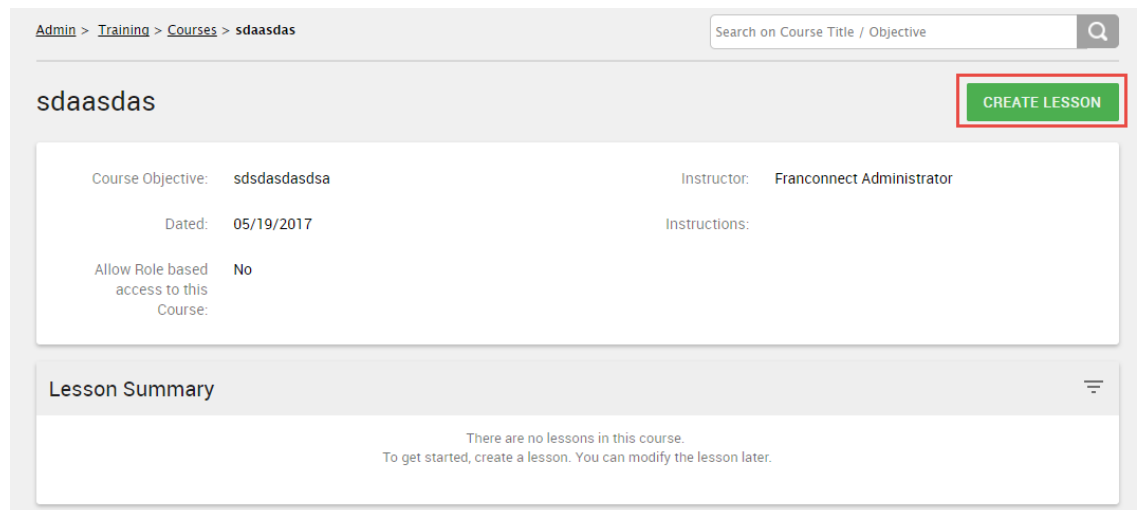 Admin > Training > Courses > sdaasdas
Search on Course Title / Objective
sdaasdas
CREATE LESSON
Course Objective: sdsdasdasdsa
Instructor: Franconnect Administrator
Dated: 05/19/2017
Instructions:
Allow Role based No
access to this
Course:
Lesson Summary
There are no lessons in this course.
To get started, create a lesson. You can modify the lesson later.